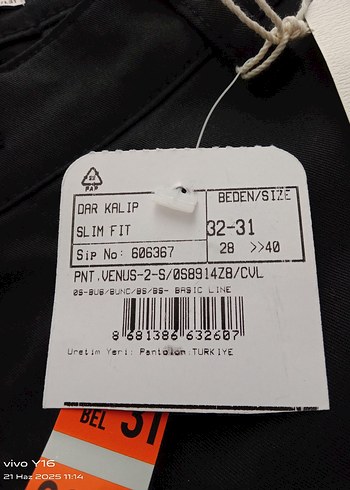 PAP
DAR KALIP
BEDEN/SIZE
SLIM FIT
32-31
Sip No: 606367
28 >>40
PNT.VENUS-2-S/0S8914Z8/CVL
BASIC LINE
8 681386 632607
Uretim Yeri: Pantolon:TURKIYE
BEL 31
vivo Y16
21 Haz 2025 11:14